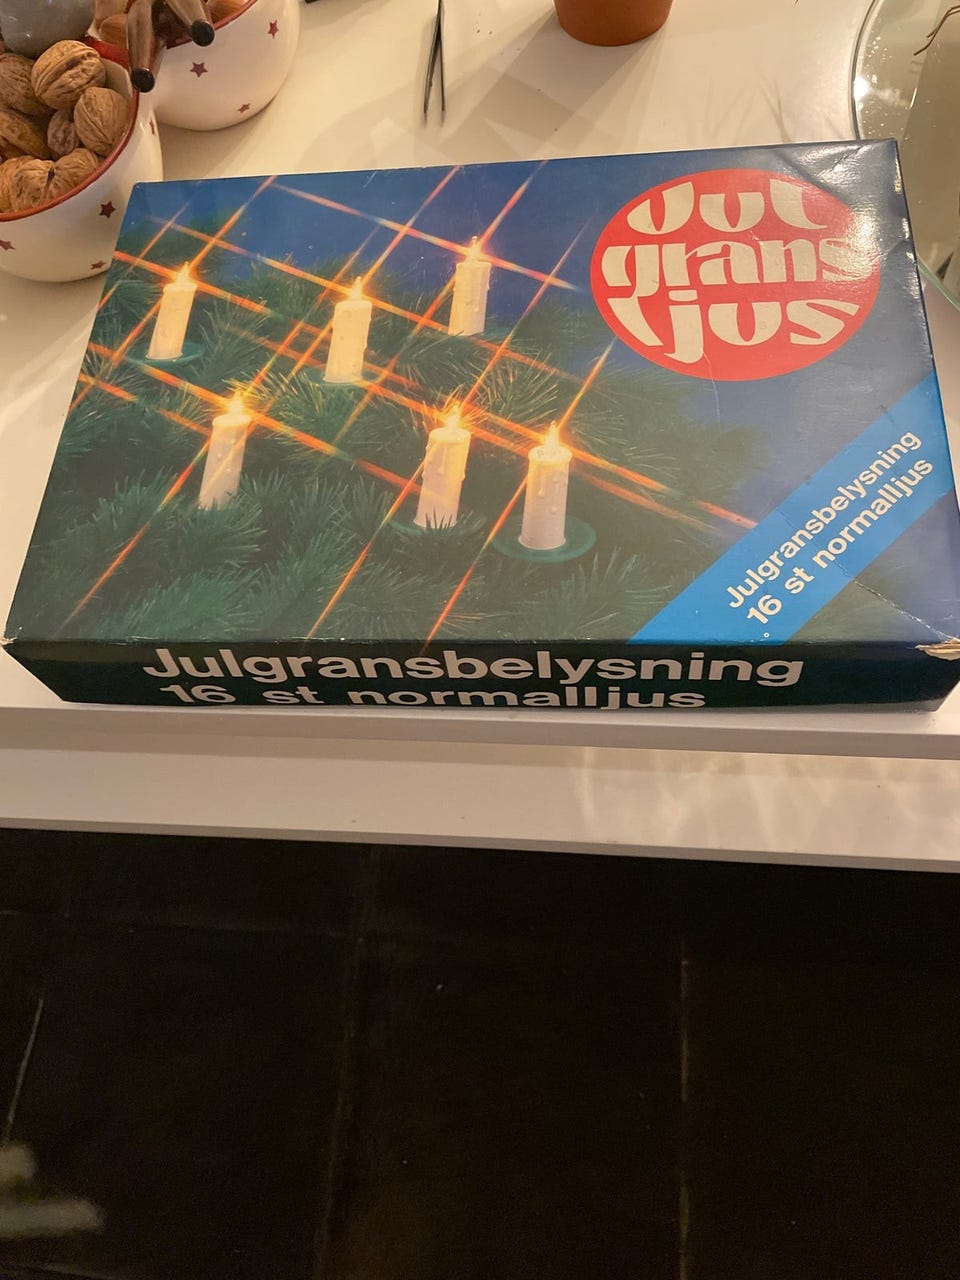 Jul
grans
ljus
Julgransbelysning
16 st normalljus
Julgransbelysning
16 st normalljus